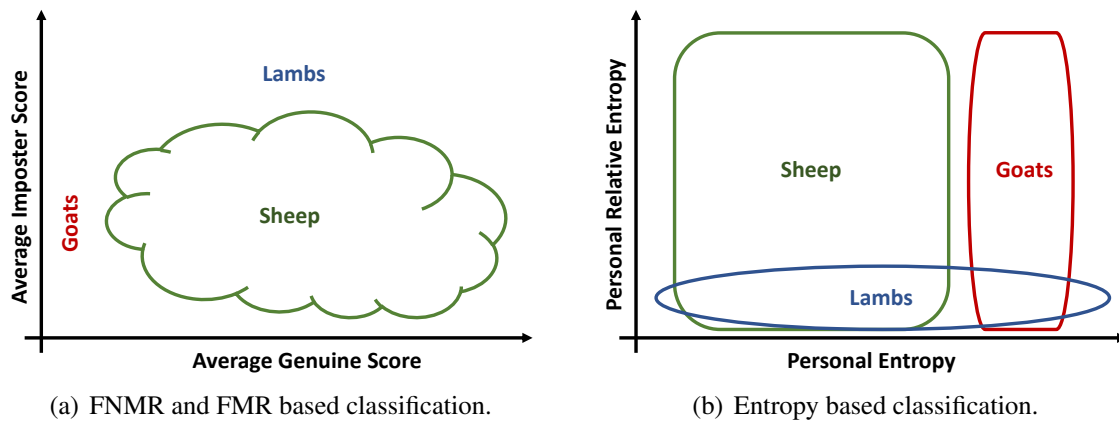 Average Imposter Score
Lambs
Goats
Sheep
Average Genuine Score
(a) FNMR and FMR based classification.
Personal Relative Entropy
Sheep
Goats
Lambs
Personal Entropy
(b) Entropy based classification.